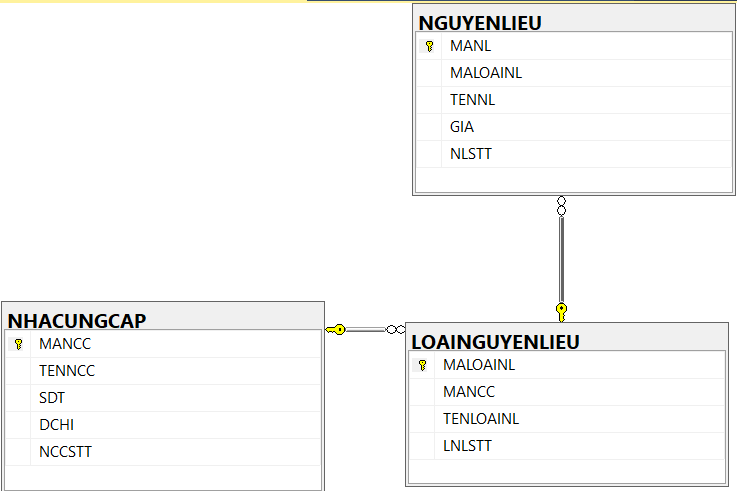 NGUYENLIEU
MANL
MALOAINL
TENNL
GIA
NLSTT
NHACUNGCAP
MANCC
TENNCC
SDT
DCHI
NCCSTT
LOAINGUYENLIEU
MALOAINL
MANCC
TENLOAINL
LNLSTT